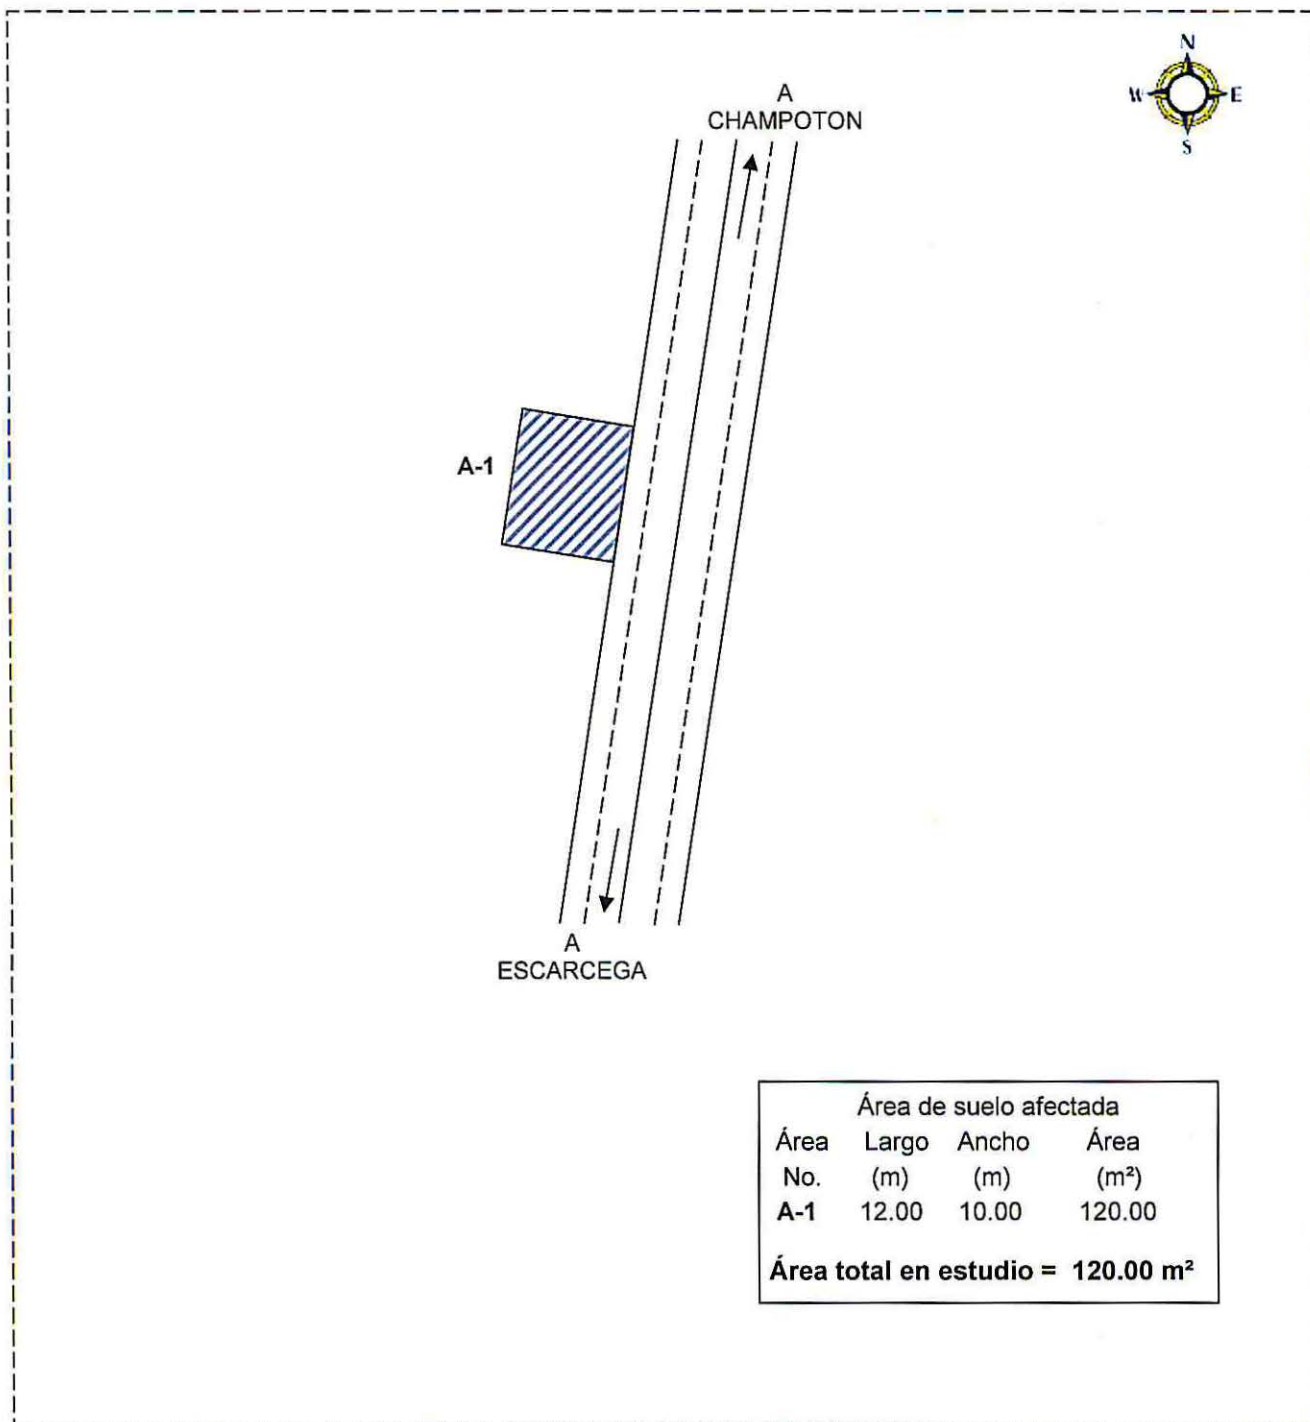 N
W E
S
A
CHAMPOTON
A-1
A
ESCARCEGA
Área de suelo afectada
Área Largo Ancho Área
No. (m) (m) (m²)
A-1 12.00 10.00 120.00
Área total en estudio = 120.00 m²